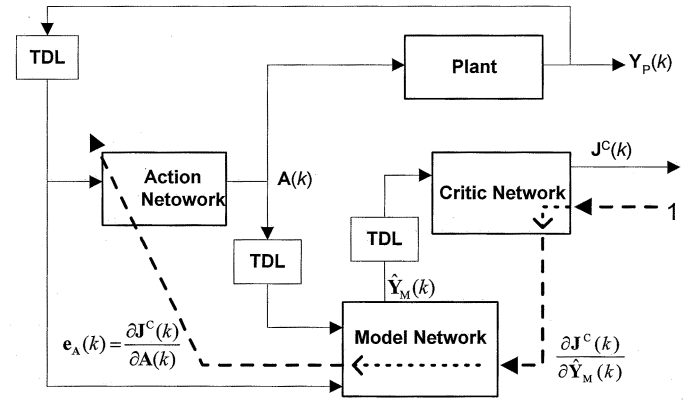 TDL
Plant
Y_P(k)
Action
Netowork
A(k)
J^C(k)
Critic Network
1
TDL
TDL
Ŷ_M(k)
Model Network
e_A(k) = ∂J^C(k) / ∂A(k)
∂J^C(k) / ∂Ŷ_M(k)